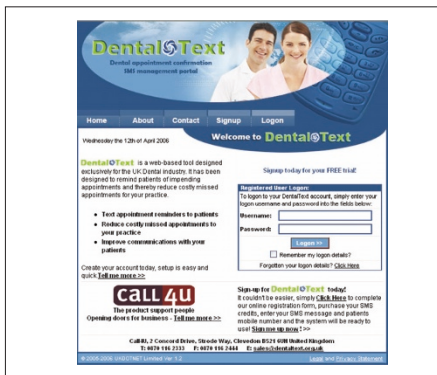 Dental Text
Dental appointment confirmation
SMS management portal
Home About Contact Signup Logon
Wednesday the 12th of April 2006
Welcome to Dental Text
Dental Text is a web-based tool designed
exclusively for the UK Dental industry. It has been
designed to remind patients of impending
appointments and thereby reduce costly missed
appointments for your practice.
Text appointment reminders to patients
Reduce costly missed appointments to
your practice
Improve communications with your
patients
Create your account today, setup is easy and
quick Tell me more >>
Signup today for your FREE trial!
Registered User Logon:
To logon to your DentalText account, simply enter your
logon username and password into the fields below.
Username:
Password:
Logon >>
Remember my logon details?
Forgotten your logon details? Click Here
CALL4U
The product support people
Opening doors for business - Tell me more >>
Sign-up for Dental Text today!
It couldn't be easier, simply Click Here to complete
our online registration form, purchase your SMS
credits, enter your SMS message and patients
mobile number and the system will be ready to
use! Sign me up now ! >>
Call4U, 2 Concord Drive, Strode Way, Clevedon BS21 6UH United Kingdom
T: 0870 116 2333 F: 0870 116 2444 E: sales@dentaltext.org.uk
Legal and Privacy Statement